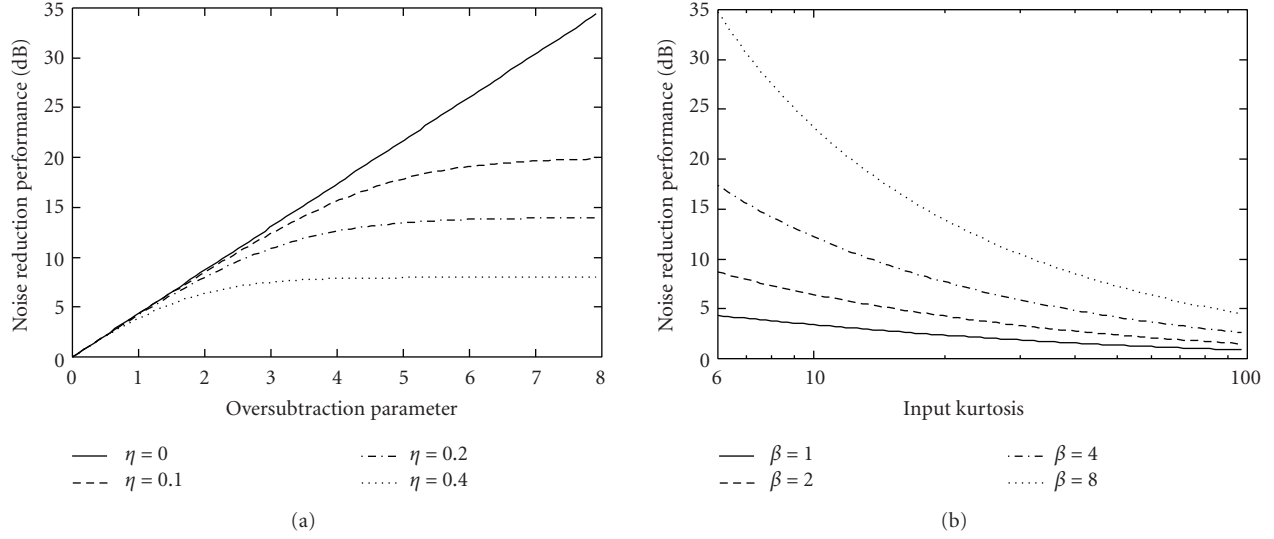 Noise reduction performance (dB)
35
30
25
20
15
10
5
0
0 1 2 3 4 5 6 7 8
Oversubtraction parameter
η = 0
η = 0.1
η = 0.2
η = 0.4
(a)
Noise reduction performance (dB)
35
30
25
20
15
10
5
0
6 10 100
Input kurtosis
β = 1
β = 2
β = 4
β = 8
(b)